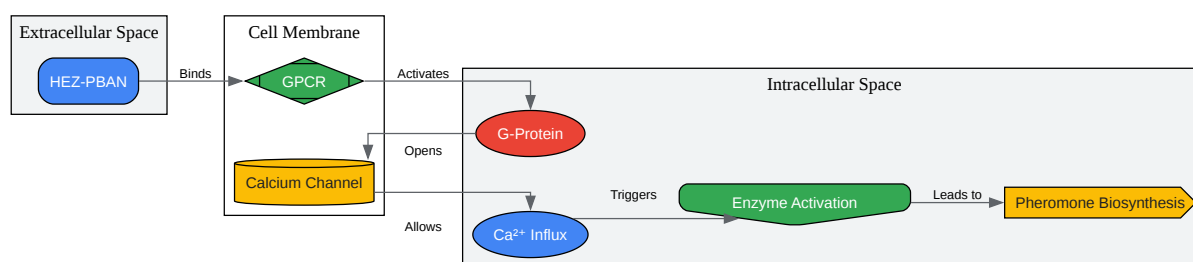 Extracellular Space
Cell Membrane
HEZ-PBAN
Binds
GPCR
Activates
Intracellular Space
G-Protein
Opens
Calcium Channel
Allows
Ca²⁺ Influx
Triggers
Enzyme Activation
Leads to
Pheromone Biosynthesis